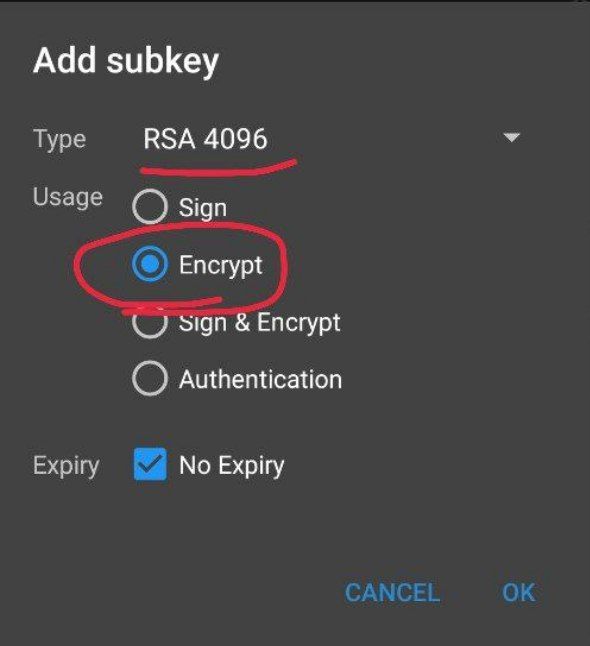 Add subkey
Type RSA 4096
Usage Sign
Encrypt
Sign & Encrypt
Authentication
Expiry No Expiry
CANCEL OK